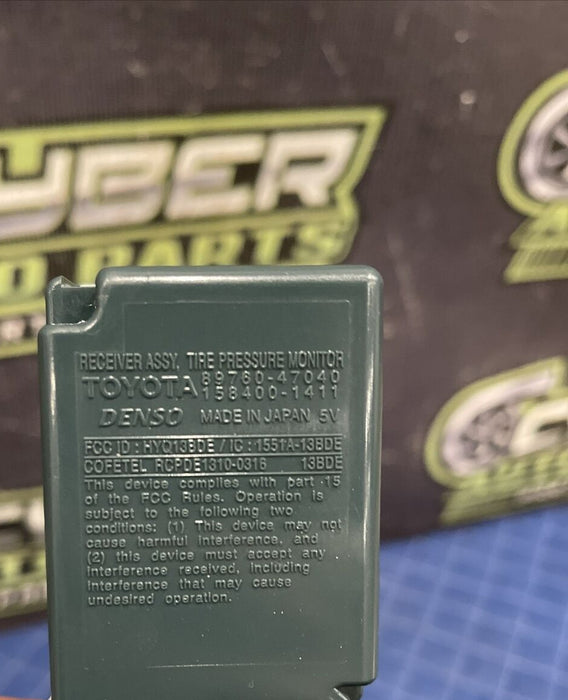 YBER
O PARTS
RECEIVER ASSY, TIRE PRESSURE MONITOR
TOYOTA 89760-47040
158400-1411
DENSO MADE IN JAPAN 5V
FCC ID : HYQ13BDE / IC : 1551A-13BDE
COFETEL RCPDE1310-0316 13BDE
This device complies with part 15
of the FCC Rules. Operation is
subject to the following two
conditions: (1) This device may not
cause harmful interference, and
(2) this device must accept any
interference received, including
interference that may cause
undesired operation.